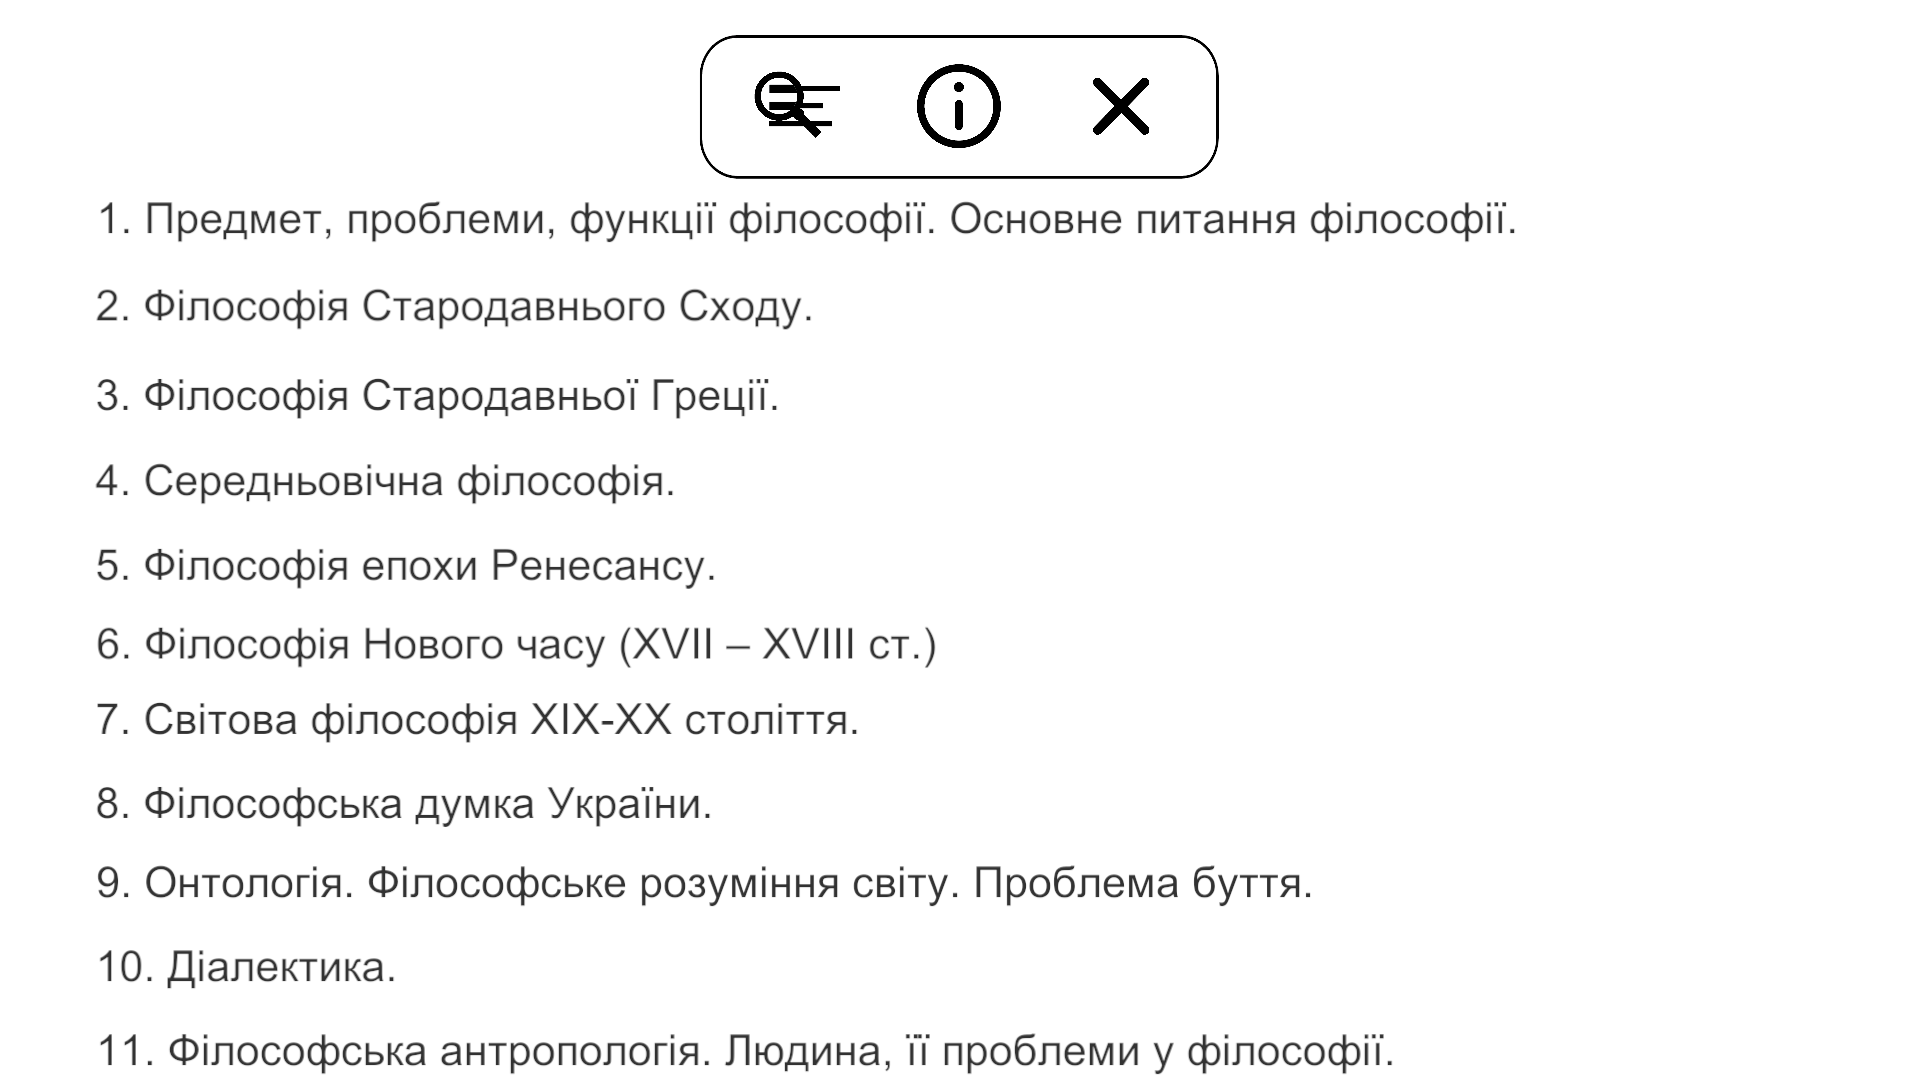 1. Предмет, проблеми, функції філософії. Основне питання філософії.
2. Філософія Стародавнього Сходу.
3. Філософія Стародавньої Греції.
4. Середньовічна філософія.
5. Філософія епохи Ренесансу.
6. Філософія Нового часу (XVII – XVIII ст.)
7. Світова філософія XIX-XX століття.
8. Філософська думка України.
9. Онтологія. Філософське розуміння світу. Проблема буття.
10. Діалектика.
11. Філософська антропологія. Людина, її проблеми у філософії.